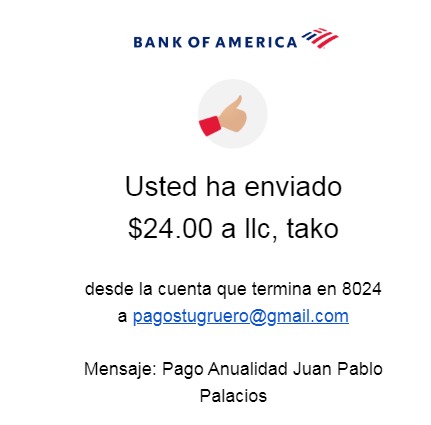 BANK OF AMERICA
Usted ha enviado
$24.00 a llc, tako
desde la cuenta que termina en 8024
a pagostugruero@gmail.com
Mensaje: Pago Anualidad Juan Pablo
Palacios